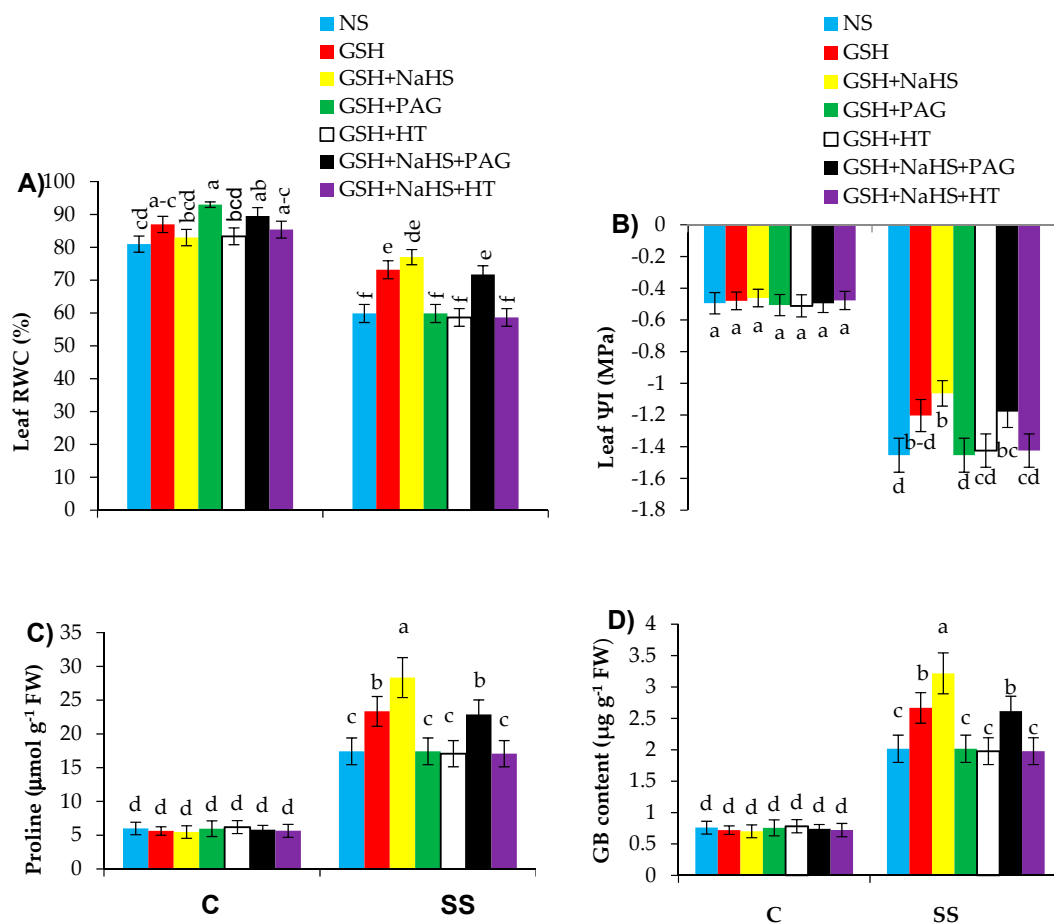 NS
GSH
GSH+NaHS
GSH+PAG
GSH+HT
GSH+NaHS+PAG
GSH+NaHS+HT
NS
GSH
GSH+NaHS
GSH+PAG
GSH+HT
GSH+NaHS+PAG
GSH+NaHS+HT
A)
Leaf RWC (%)
100
90
80
70
60
50
40
30
20
10
0
cd a-c bcd a bcd ab a-c
f e de f f e f
B)
Leaf ΨI (MPa)
0
-0.2
-0.4
-0.6
-0.8
-1
-1.2
-1.4
-1.6
-1.8
a a a a a a a
d b-d b d cd bc cd
C)
Proline (µmol g-1 FW)
35
30
25
20
15
10
5
0
d d d d d d d
c b a c c b c
C SS
D)
GB content (µg g-1 FW)
4
3.5
3
2.5
2
1.5
1
0.5
0
d d d d d d d
c b a c c b c
C SS